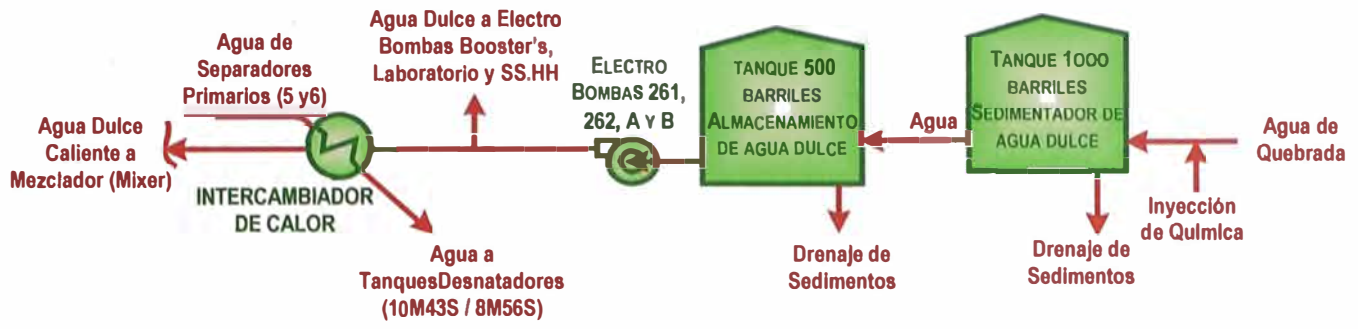 Agua de
Separadores
Primarios (5 y6)
Agua Dulce a Electro
Bombas Booster's,
Laboratorio y SS.HH
ELECTRO
BOMBAS 261,
262, A Y B
TANQUE 500
BARRILES
ALMACENAMIENTO
DE AGUA DULCE
Agua
TANQUE 1000
BARRILES
SEDIMENTADOR DE
AGUA DULCE
Agua de
Quebrada
Agua Dulce
Caliente a
Mezclador (Mixer)
INTERCAMBIADOR
DE CALOR
Agua a
TanquesDesnatadores
(10M43S / 8M56S)
Drenaje de
Sedimentos
Drenaje de
Sedimentos
Inyección
de Quimica